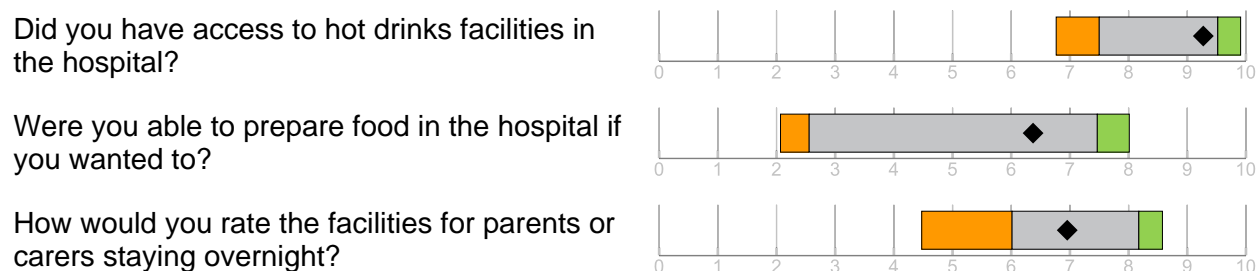 Did you have access to hot drinks facilities in
the hospital?
0 1 2 3 4 5 6 7 8 9 10
Were you able to prepare food in the hospital if
you wanted to?
0 1 2 3 4 5 6 7 8 9 10
How would you rate the facilities for parents or
carers staying overnight?
0 1 2 3 4 5 6 7 8 9 10